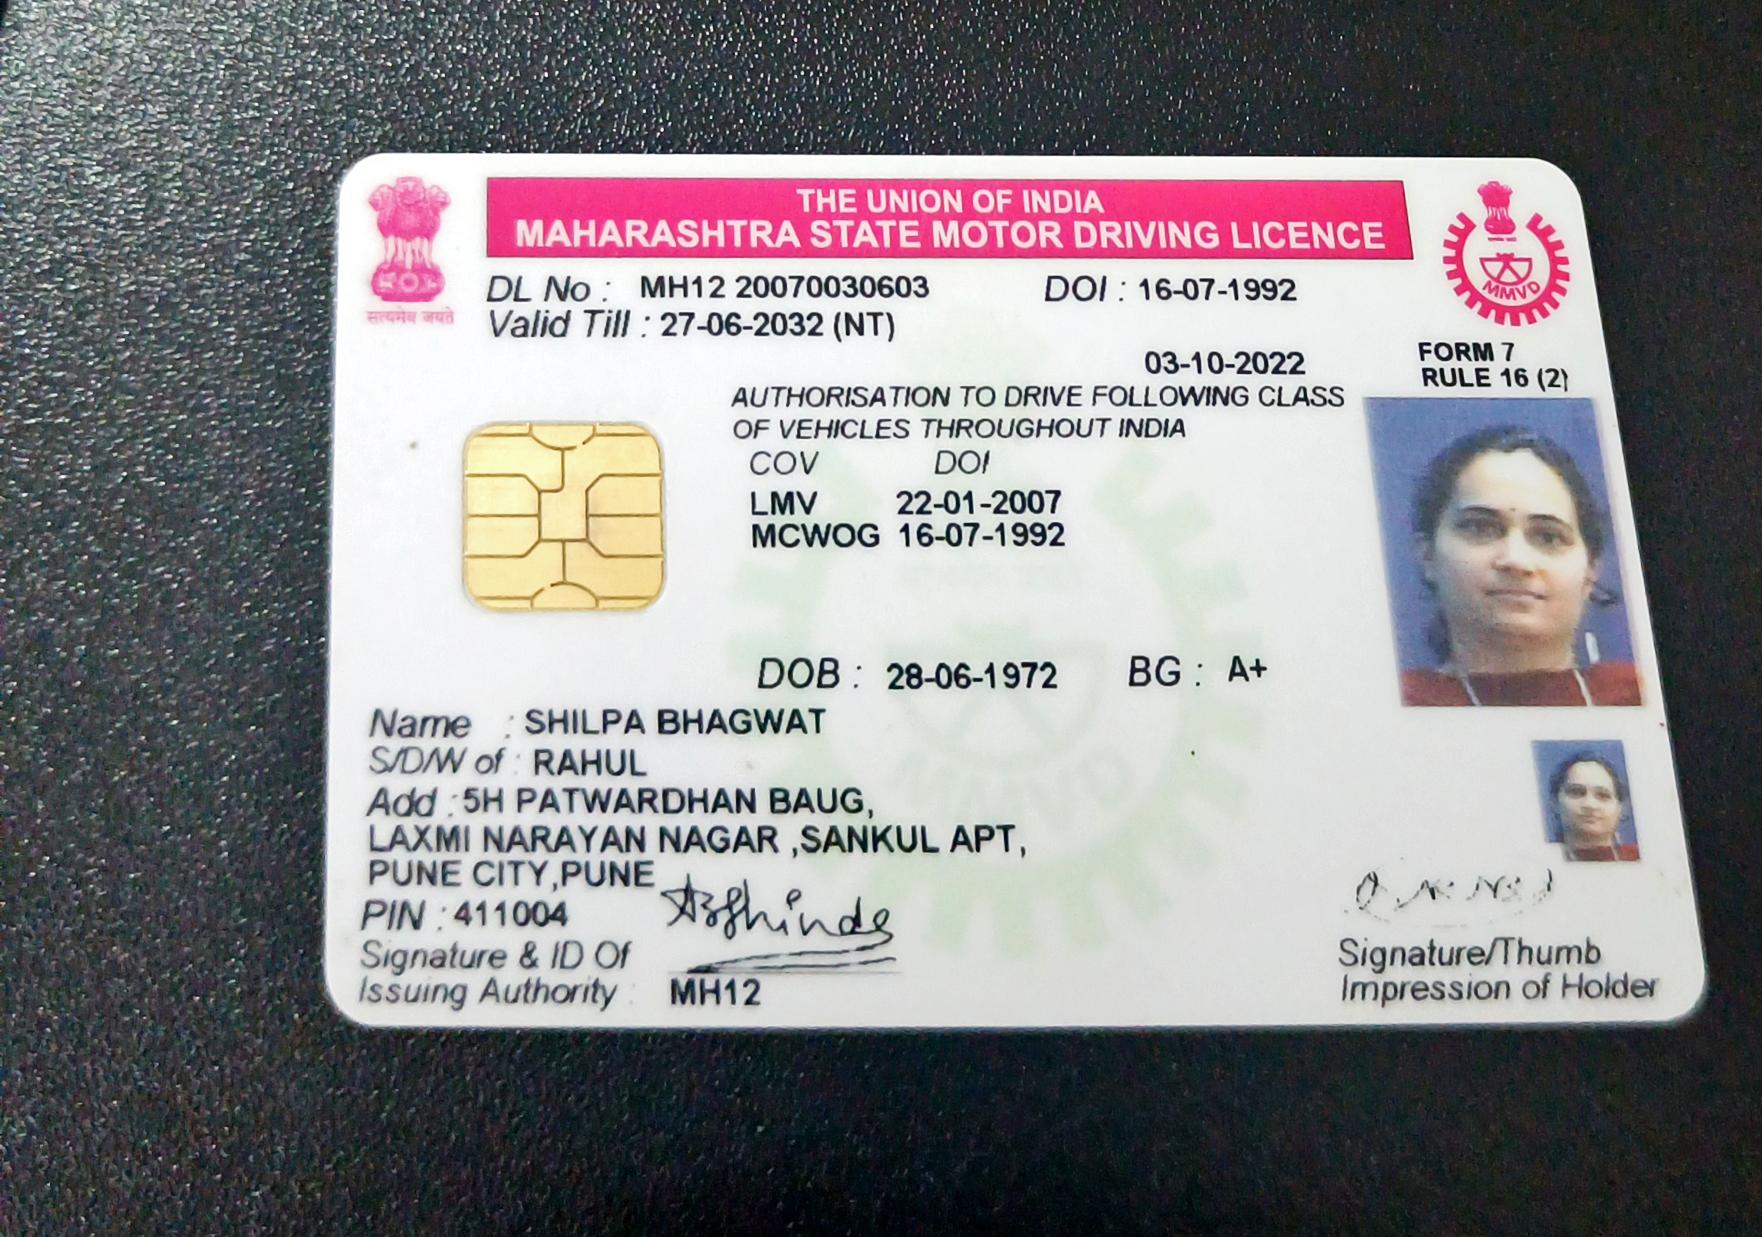 THE UNION OF INDIA
MAHARASHTRA STATE MOTOR DRIVING LICENCE
सत्यमेव जयते
MMVD
DL No : MH12 20070030603 DOI : 16-07-1992
Valid Till : 27-06-2032 (NT)
03-10-2022
FORM 7
RULE 16 (2)
AUTHORISATION TO DRIVE FOLLOWING CLASS
OF VEHICLES THROUGHOUT INDIA
COV DOI
LMV 22-01-2007
MCWOG 16-07-1992
DOB : 28-06-1972 BG : A+
Name : SHILPA BHAGWAT
S/D/W of : RAHUL
Add : 5H PATWARDHAN BAUG,
LAXMI NARAYAN NAGAR ,SANKUL APT,
PUNE CITY,PUNE
PIN : 411004
Signature & ID Of
Issuing Authority : MH12
Signature/Thumb
Impression of Holder
MMVD